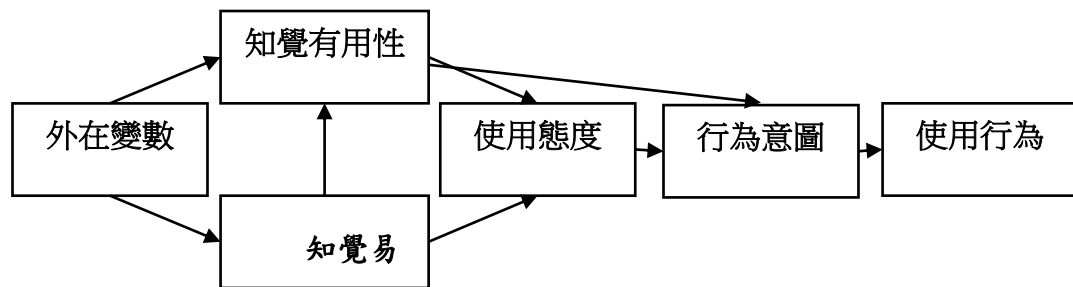 知覺有用性
外在變數
使用態度
行為意圖
使用行為
知覺易